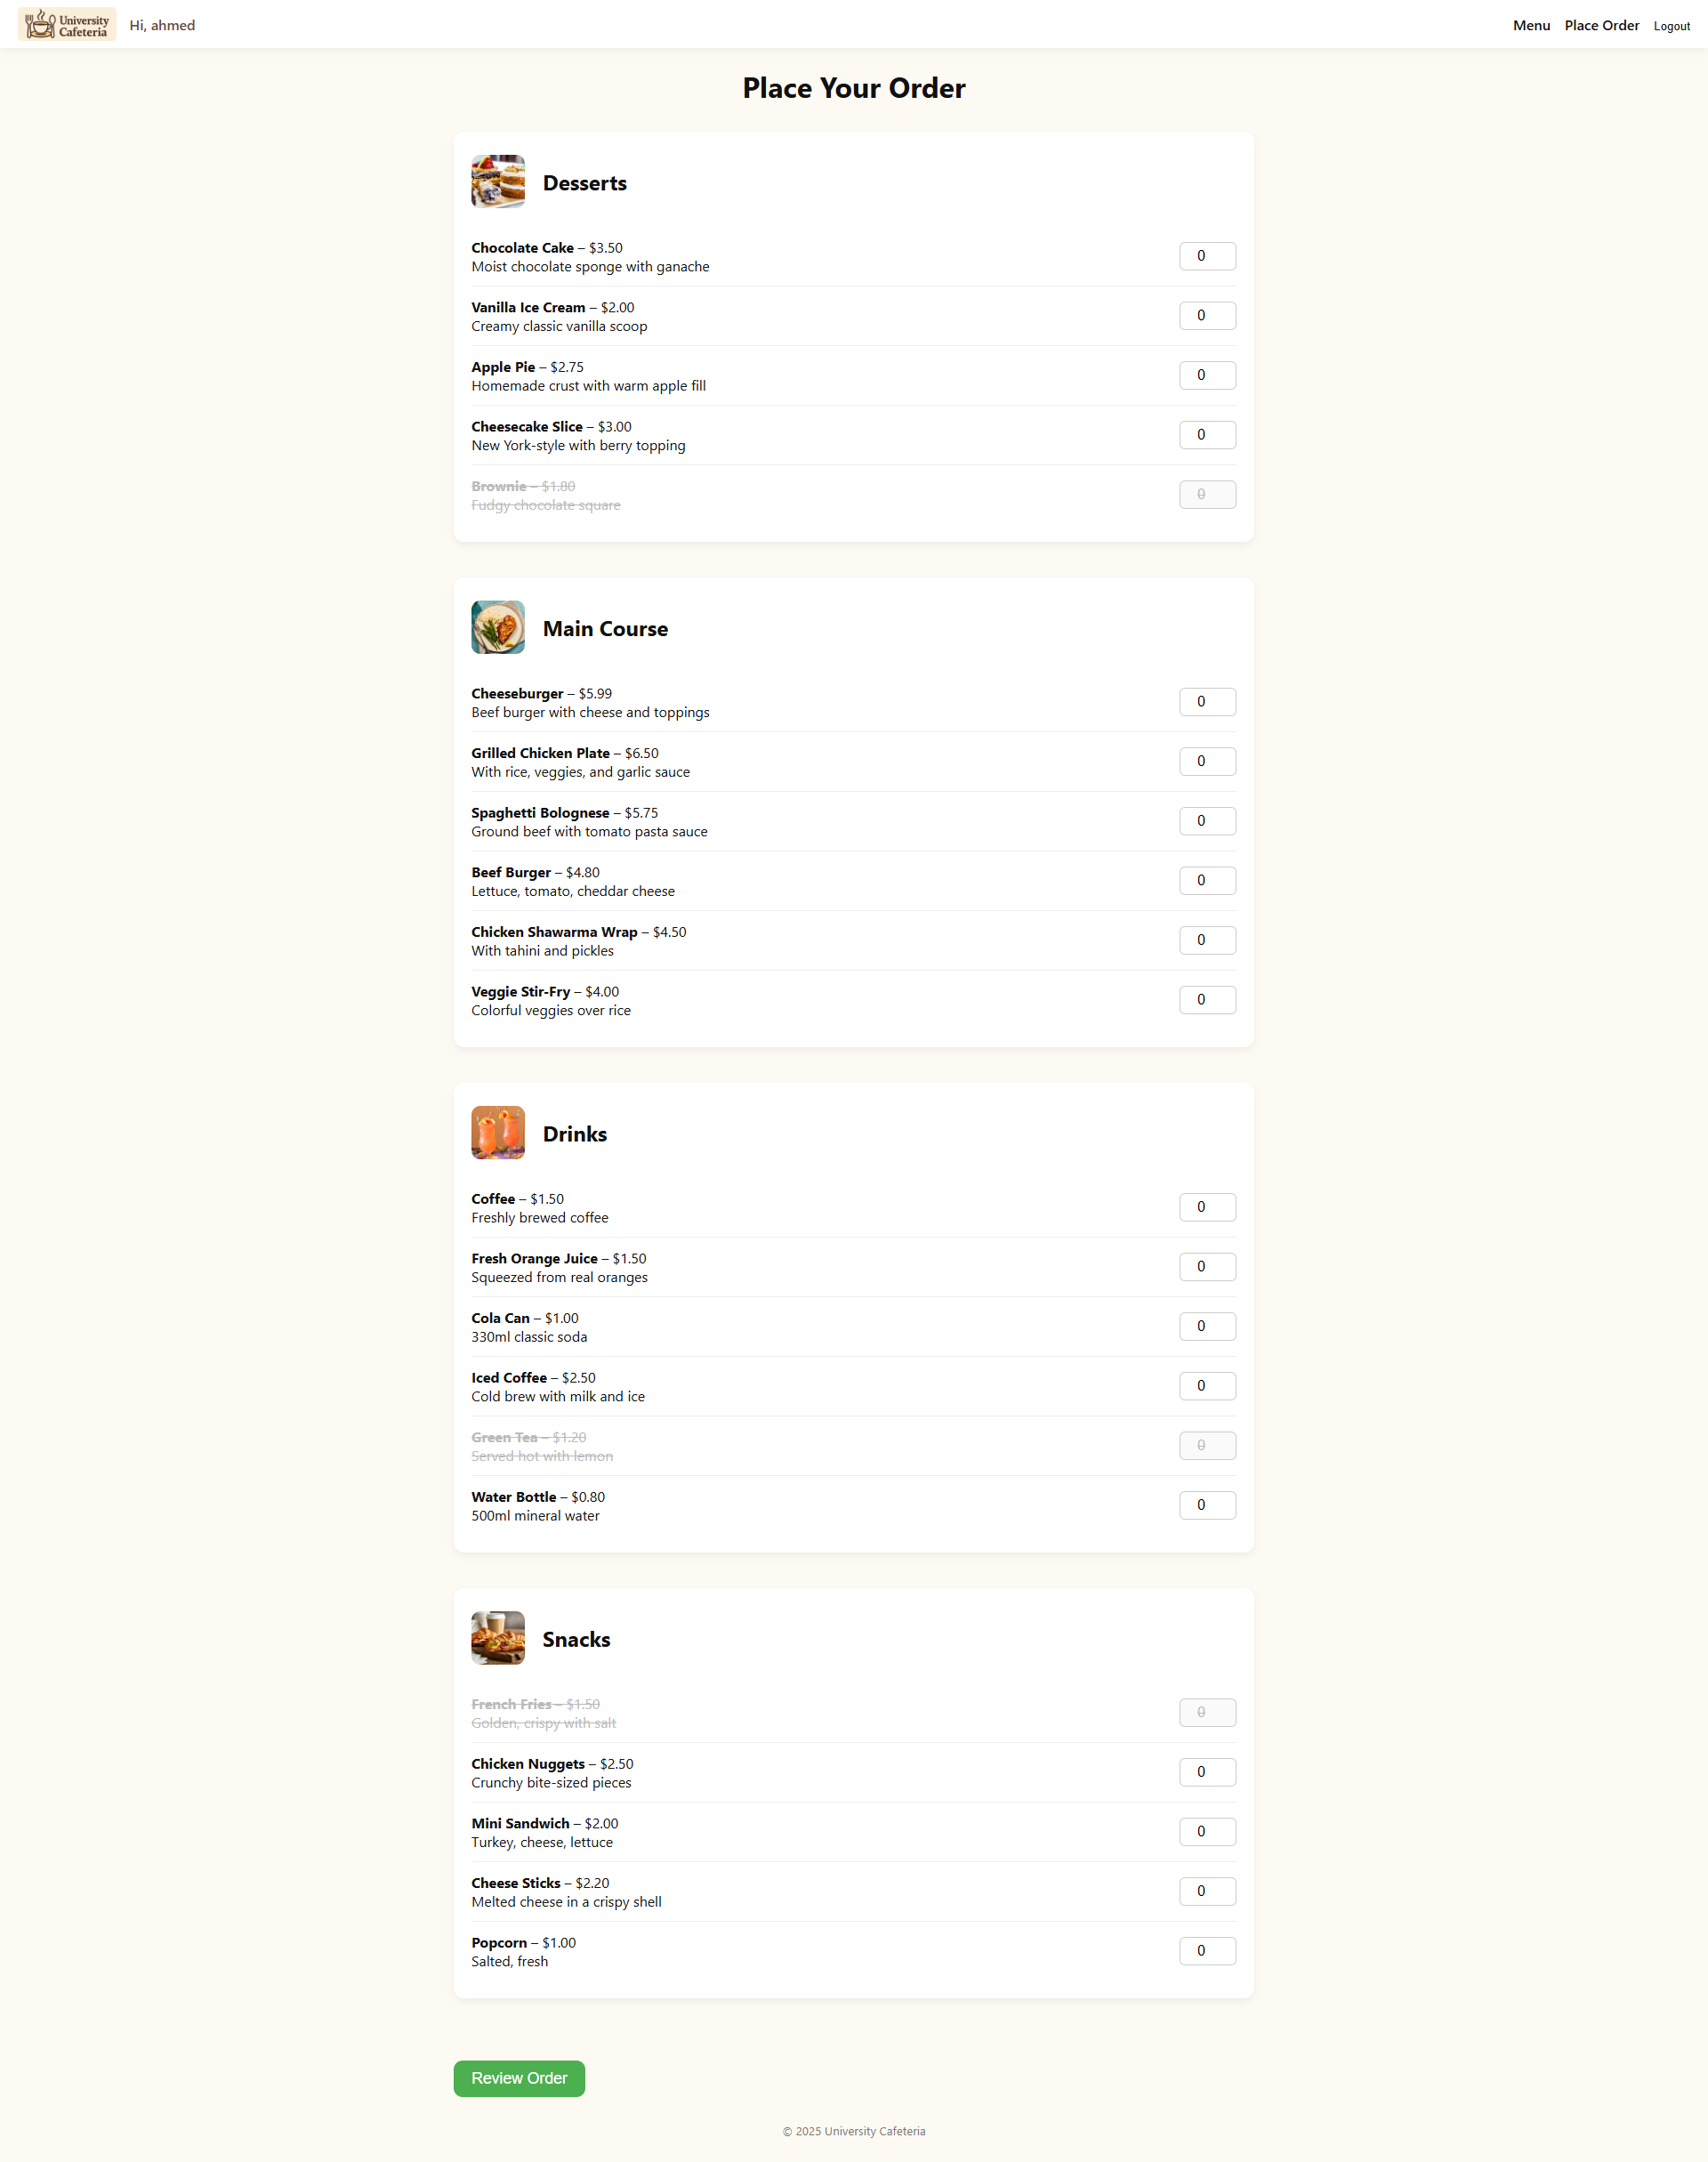 University
Cafeteria
Hi, ahmed
Menu Place Order Logout
Place Your Order
Desserts
Chocolate Cake – $3.50
Moist chocolate sponge with ganache
0
Vanilla Ice Cream – $2.00
Creamy classic vanilla scoop
0
Apple Pie – $2.75
Homemade crust with warm apple fill
0
Cheesecake Slice – $3.00
New York-style with berry topping
0
Brownie – $1.80
Fudgy chocolate square
0
Main Course
Cheeseburger – $5.99
Beef burger with cheese and toppings
0
Grilled Chicken Plate – $6.50
With rice, veggies, and garlic sauce
0
Spaghetti Bolognese – $5.75
Ground beef with tomato pasta sauce
0
Beef Burger – $4.80
Lettuce, tomato, cheddar cheese
0
Chicken Shawarma Wrap – $4.50
With tahini and pickles
0
Veggie Stir-Fry – $4.00
Colorful veggies over rice
0
Drinks
Coffee – $1.50
Freshly brewed coffee
0
Fresh Orange Juice – $1.50
Squeezed from real oranges
0
Cola Can – $1.00
330ml classic soda
0
Iced Coffee – $2.50
Cold brew with milk and ice
0
Green Tea – $1.20
Served hot with lemon
0
Water Bottle – $0.80
500ml mineral water
0
Snacks
French Fries – $1.50
Golden, crispy with salt
0
Chicken Nuggets – $2.50
Crunchy bite-sized pieces
0
Mini Sandwich – $2.00
Turkey, cheese, lettuce
0
Cheese Sticks – $2.20
Melted cheese in a crispy shell
0
Popcorn – $1.00
Salted, fresh
0
Review Order
© 2025 University Cafeteria